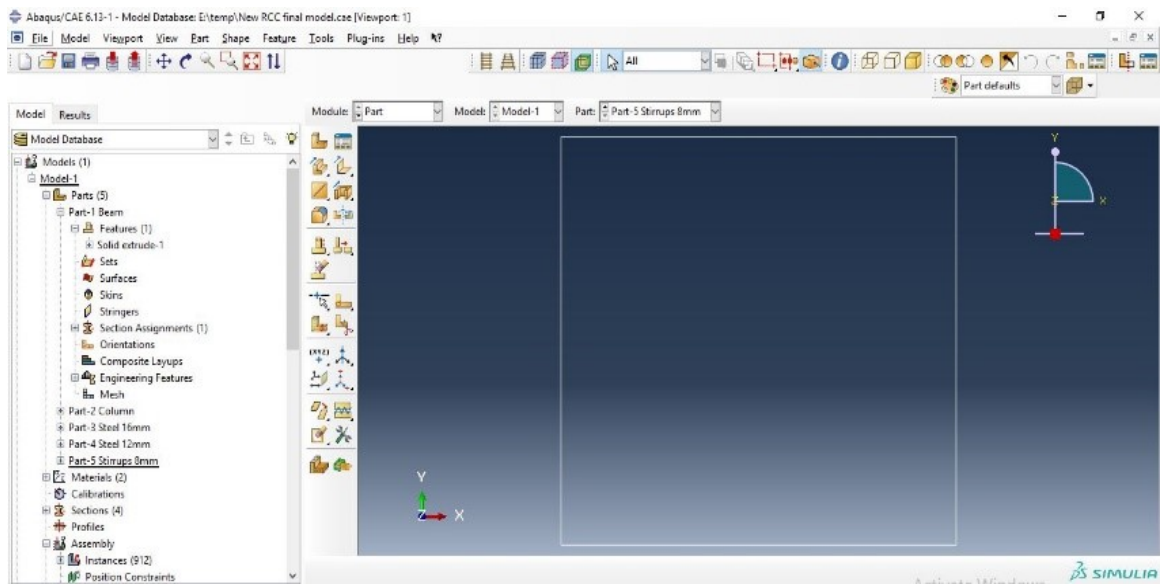 Abaqus/CAE 6.13-1 - Model Database: E:\temp\New RCC final model.cae [Viewport: 1]
File Model Viewport View Part Shape Feature Tools Plug-ins Help
All
Part defaults
Model Results
Module: Part Model: Model-1 Part: Part-5 Stirrups 8mm
Model Database
Models (1)
Model-1
Parts (5)
Part-1 Beam
Features (1)
Solid extrude-1
Sets
Surfaces
Skins
Stringers
Section Assignments (1)
Orientations
Composite Layups
Engineering Features
Mesh
Part-2 Column
Part-3 Steel 16mm
Part-4 Steel 12mm
Part-5 Stirrups 8mm
Materials (2)
Calibrations
Sections (4)
Profiles
Assembly
Instances (912)
Position Constraints
(XYZ)
Y
X
Z
Y
X
Z
Activate Windows
SIMULIA